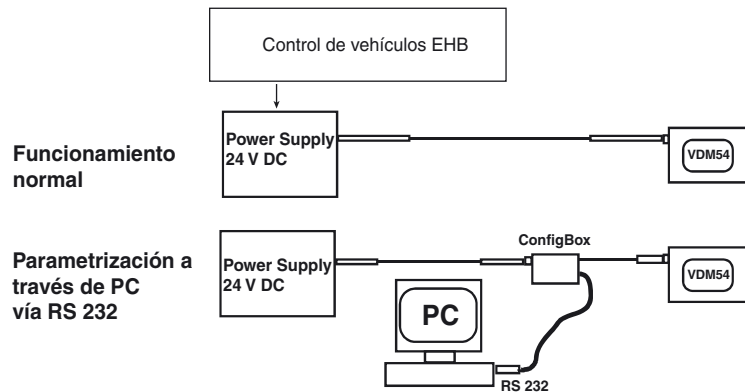 Control de vehículos EHB
Power Supply
24 V DC
Funcionamiento
normal
VDM54
Parametrización a
través de PC
vía RS 232
Power Supply
24 V DC
ConfigBox
VDM54
PC
RS 232